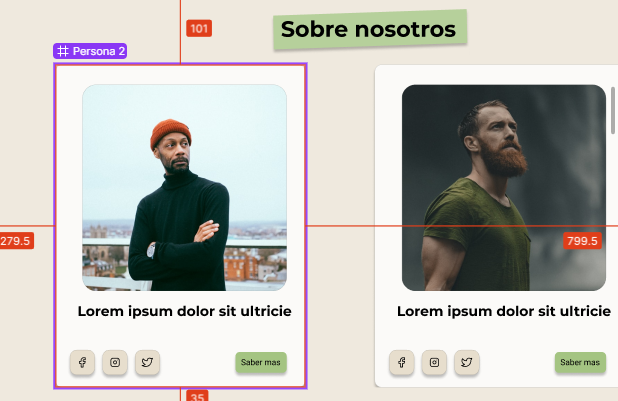 101
Sobre nosotros
Persona 2
279.5
799.5
Lorem ipsum dolor sit ultricie
Lorem ipsum dolor sit ultricie
Saber mas
Saber mas
35